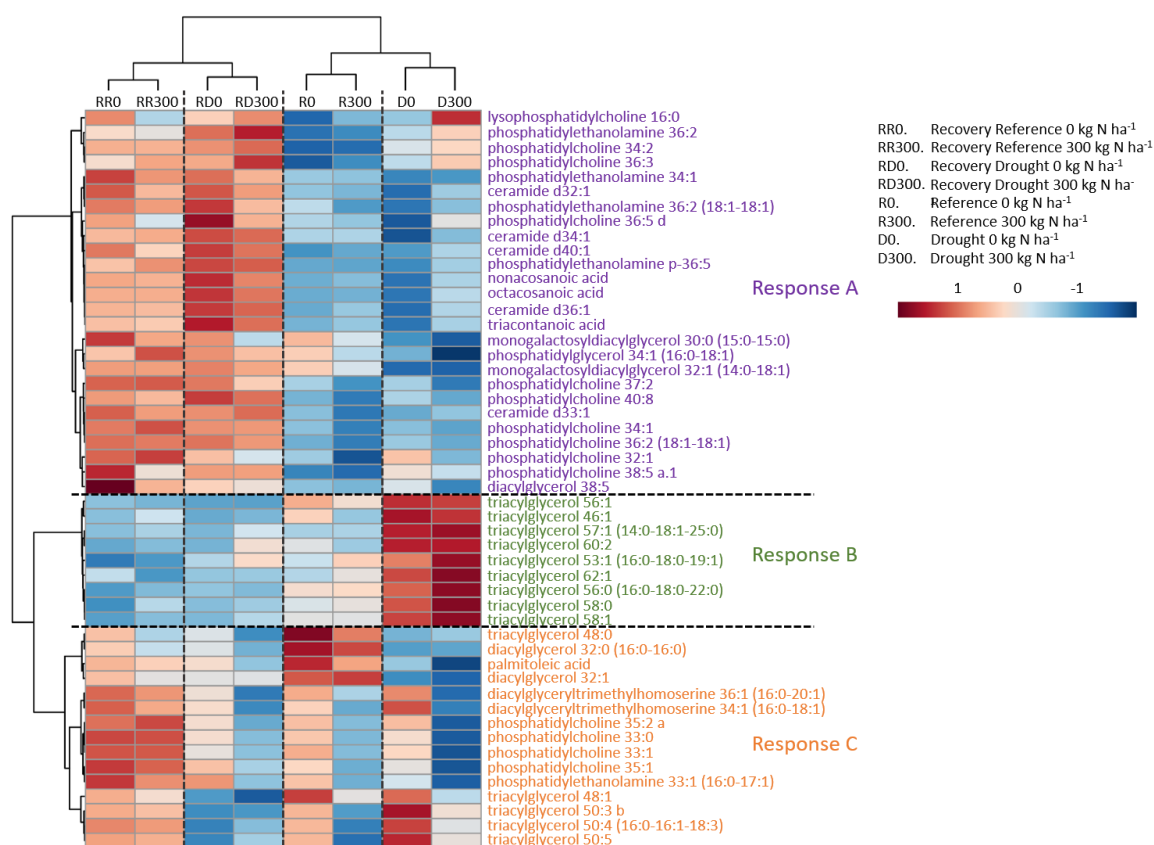 RR0 RR300 RD0 RD300 R0 R300 D0 D300
lysophosphatidylcholine 16:0
phosphatidylethanolamine 36:2
phosphatidylcholine 34:2
phosphatidylcholine 36:3
phosphatidylethanolamine 34:1
ceramide d32:1
phosphatidylethanolamine 36:2 (18:1-18:1)
phosphatidylcholine 36:5 d
ceramide d34:1
ceramide d40:1
phosphatidylethanolamine p-36:5
nonacosanoic acid
octacosanoic acid
ceramide d36:1
triacontanoic acid
monogalactosyldiacylglycerol 30:0 (15:0-15:0)
phosphatidylglycerol 34:1 (16:0-18:1)
monogalactosyldiacylglycerol 32:1 (14:0-18:1)
phosphatidylcholine 37:2
phosphatidylcholine 40:8
ceramide d33:1
phosphatidylcholine 34:1
phosphatidylcholine 36:2 (18:1-18:1)
phosphatidylcholine 32:1
phosphatidylcholine 38:5 a.1
diacylglycerol 38:5
Response A
triacylglycerol 56:1
triacylglycerol 46:1
triacylglycerol 57:1 (14:0-18:1-25:0)
triacylglycerol 60:2
triacylglycerol 53:1 (16:0-18:0-19:1)
triacylglycerol 62:1
triacylglycerol 56:0 (16:0-18:0-22:0)
triacylglycerol 58:0
triacylglycerol 58:1
Response B
triacylglycerol 48:0
diacylglycerol 32:0 (16:0-16:0)
palmitoleic acid
diacylglycerol 32:1
diacylglyceryltrimethylhomoserine 36:1 (16:0-20:1)
diacylglyceryltrimethylhomoserine 34:1 (16:0-18:1)
phosphatidylcholine 35:2 a
phosphatidylcholine 33:0
phosphatidylcholine 33:1
phosphatidylcholine 35:1
phosphatidylethanolamine 33:1 (16:0-17:1)
triacylglycerol 48:1
triacylglycerol 50:3 b
triacylglycerol 50:4 (16:0-16:1-18:3)
triacylglycerol 50:5
Response C
RR0. Recovery Reference 0 kg N ha⁻¹
RR300. Recovery Reference 300 kg N ha⁻¹
RD0. Recovery Drought 0 kg N ha⁻¹
RD300. Recovery Drought 300 kg N ha⁻
R0. Reference 0 kg N ha⁻¹
R300. Reference 300 kg N ha⁻¹
D0. Drought 0 kg N ha⁻¹
D300. Drought 300 kg N ha⁻¹
1 0 -1